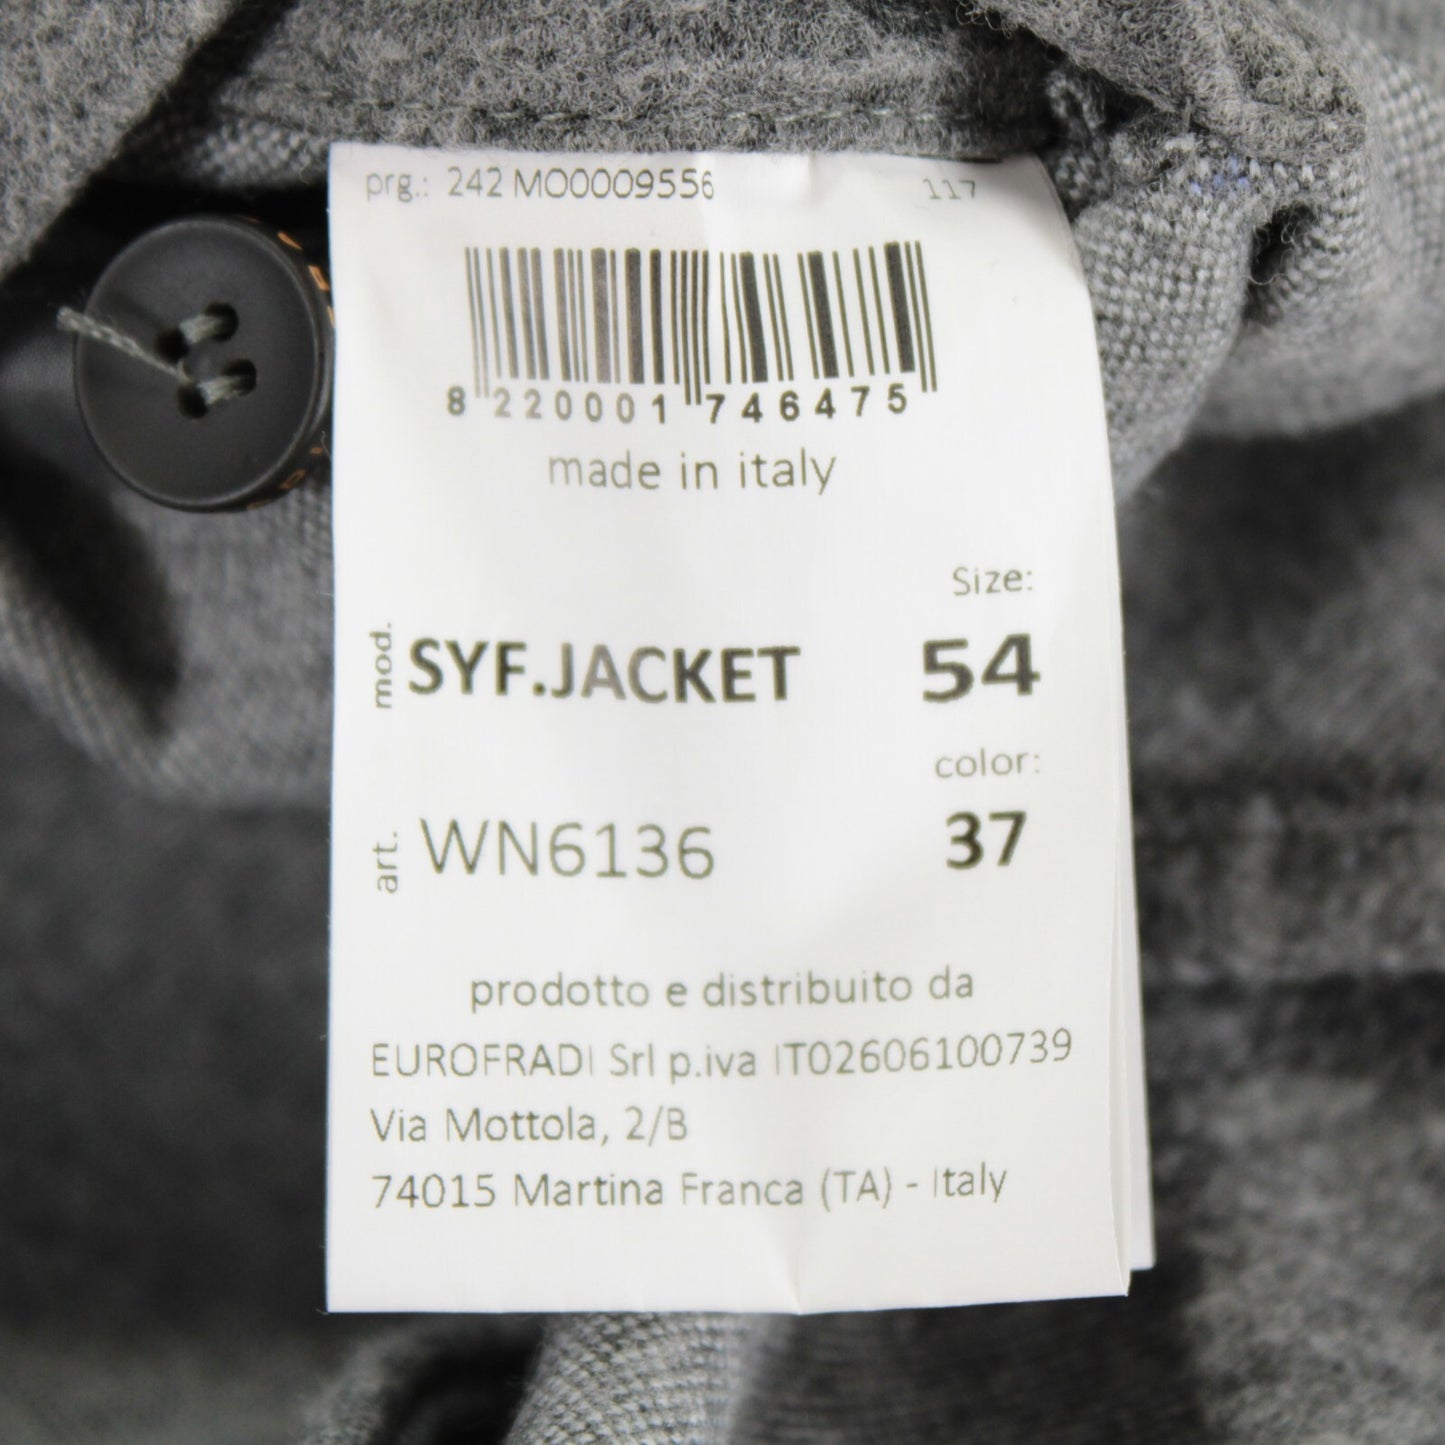 prg.: 242 MO0009556 117
8 220001 746475
made in italy
Size:
mod. SYF.JACKET 54
color:
art. WN6136 37
prodotto e distribuito da
EUROFRADI Srl p.iva IT02606100739
Via Mottola, 2/B
74015 Martina Franca (TA) - Italy